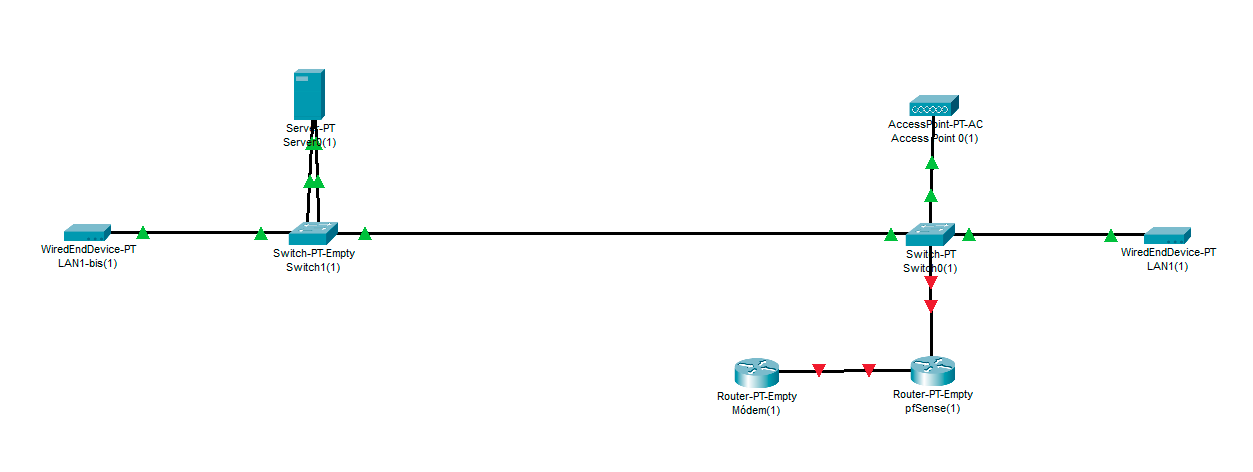 Server-PT
Server0(1)
AccessPoint-PT-AC
Access Point 0(1)
WiredEndDevice-PT
LAN1-bis(1)
Switch-PT-Empty
Switch1(1)
Switch-PT
Switch0(1)
WiredEndDevice-PT
LAN1(1)
Router-PT-Empty
Módem(1)
Router-PT-Empty
pfSense(1)